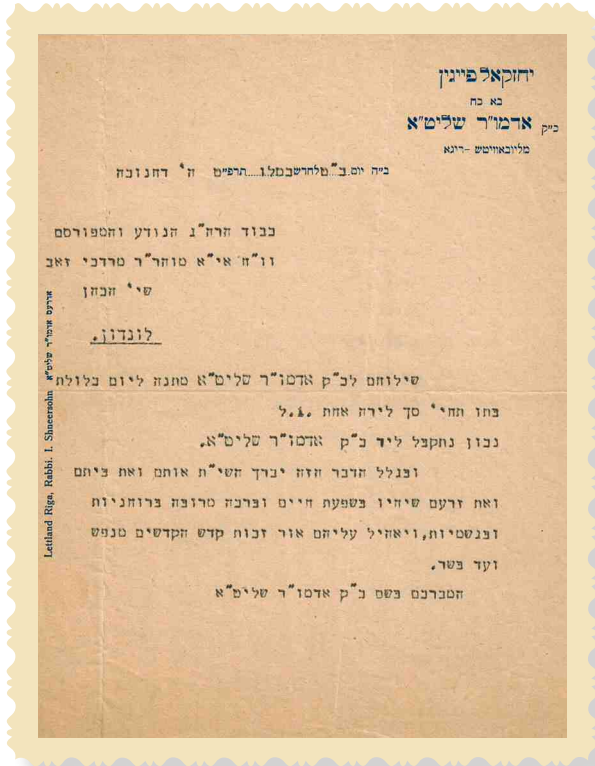 יחזקאל פייגין
בא כח
כ״ק אדמו״ר שליט״א
מליובאוויטש –ריגא
ב״ה יום ב״ט לחדש כסלו תרפ״ט ה' דחנוכה
כבוד הרה״ג הנודע והמפורסם
וו״ח אי״א מוהר״ר מרדכי זאב
שי' הכהן
לונדון.
שילוחם לכ״ק אדמו״ר שליט״א מתנה ליום כלולת
בתו תחי' סך לירה אחת 1.ל.
נכון נתקבל ליד כ״ק אדמו״ר שליט״א.
ובגלל הדבר הזה יברך השי״ת אותם ואת ביתם
ואת זרעם שיחיו בשפעת חיים וברכה מרובה ברוחניות
ובגשמיות, ויאהיל עליהם אור זכות קדש הקדשים מנפש
ועד בשר.
המברכם בשם כ״ק אדמו״ר שליט״א
Lettland Riga, Rabbi. I. Shneersohn אדרעס אדמו״ר שליט״א